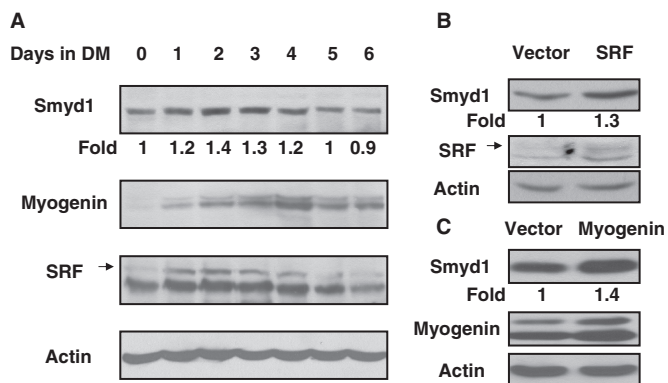 A
Days in DM 0 1 2 3 4 5 6
Smyd1
Fold 1 1.2 1.4 1.3 1.2 1 0.9
Myogenin
SRF
Actin
B
Vector SRF
Smyd1
Fold 1 1.3
SRF
Actin
C
Vector Myogenin
Smyd1
Fold 1 1.4
Myogenin
Actin